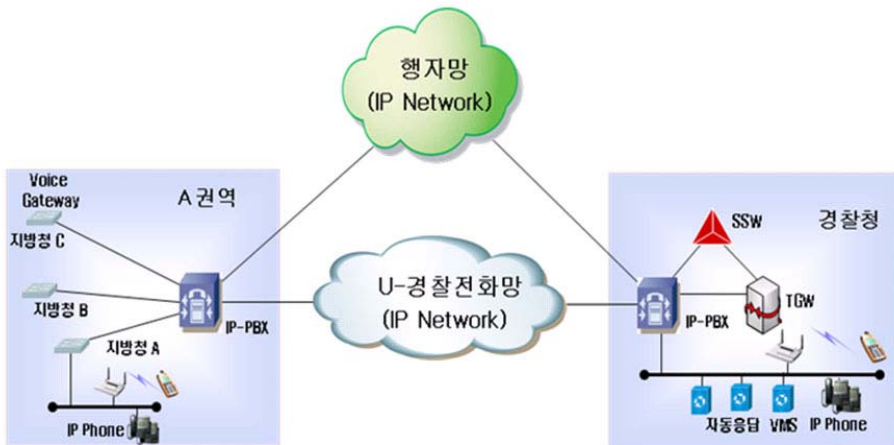 행자망
(IP Network)
Voice
Gateway
A권역
지방청 C
지방청 B
지방청 A
IP-PBX
IP Phone
U-경찰전화망
(IP Network)
경찰청
SSW
TGW
IP-PBX
자동응답
VMS
IP Phone